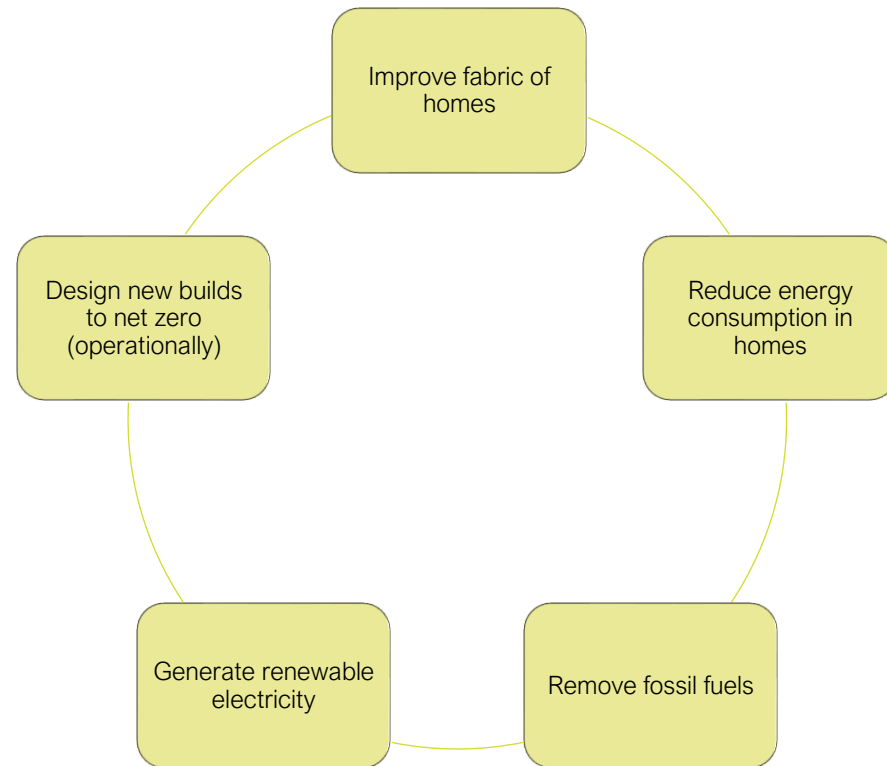 Improve fabric of
homes
Reduce energy
consumption in
homes
Remove fossil fuels
Generate renewable
electricity
Design new builds
to net zero
(operationally)